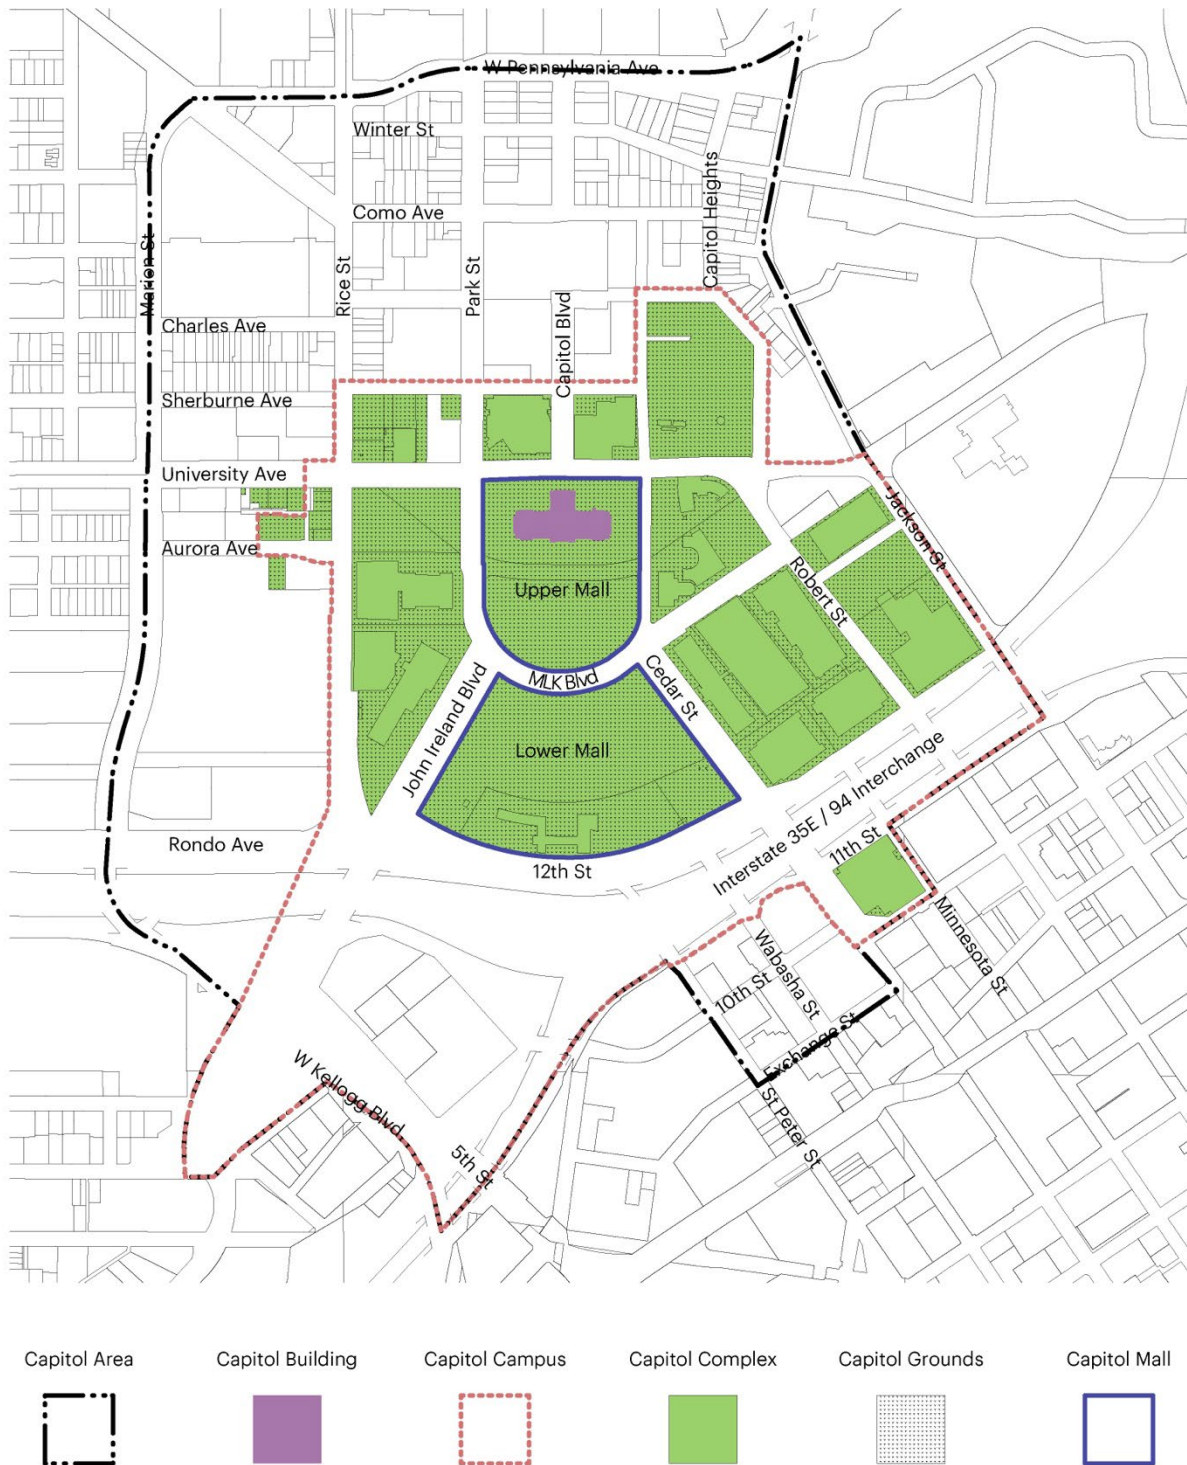 W Pennsylvania Ave
Winter St
Capitol Heights
Como Ave
Marion St
Rice St
Park St
Charles Ave
Capitol Blvd
Sherburne Ave
University Ave
Jackson St
Aurora Ave
Upper Mall
Robert St
MLK Blvd
Cedar St
John Ireland Blvd
Lower Mall
Interstate 35E / 94 Interchange
Rondo Ave
11th St
12th St
Minnesota St
Wabasha St
10th St
Exchange St
W Kellogg Blvd
St Peter St
5th St
Capitol Area
Capitol Building
Capitol Campus
Capitol Complex
Capitol Grounds
Capitol Mall